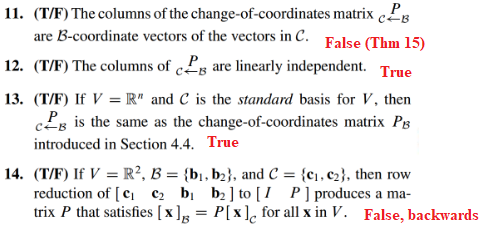 11. (T/F) The columns of the change-of-coordinates matrix P C←B
are B-coordinate vectors of the vectors in C. False (Thm 15)
12. (T/F) The columns of P C←B are linearly independent. True
13. (T/F) If V = ℝⁿ and C is the standard basis for V, then
P C←B is the same as the change-of-coordinates matrix P_B
introduced in Section 4.4. True
14. (T/F) If V = ℝ², B = {b₁, b₂}, and C = {c₁, c₂}, then row
reduction of [ c₁ c₂ b₁ b₂ ] to [ I P ] produces a ma-
trix P that satisfies [ x ]_B = P[ x ]_C for all x in V. False, backwards